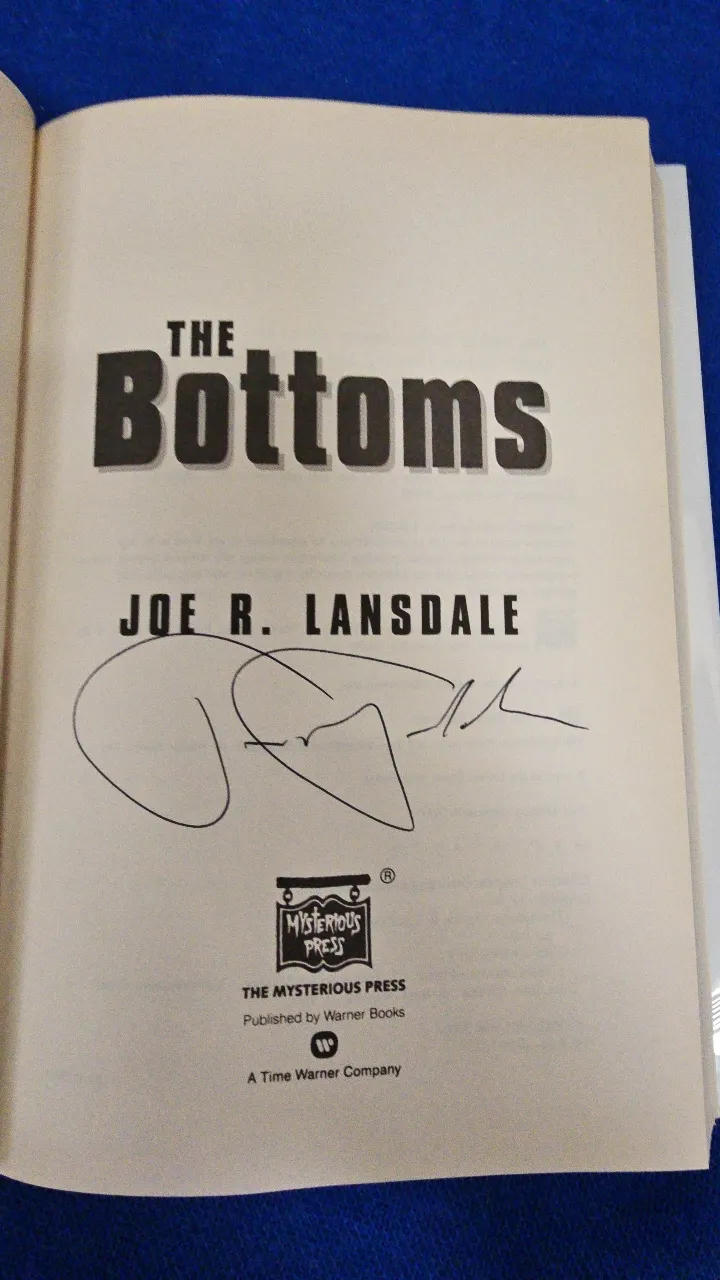 THE
Bottoms
JOE R. LANSDALE
MYSTERIOUS
PRESS
®
THE MYSTERIOUS PRESS
Published by Warner Books
A Time Warner Company